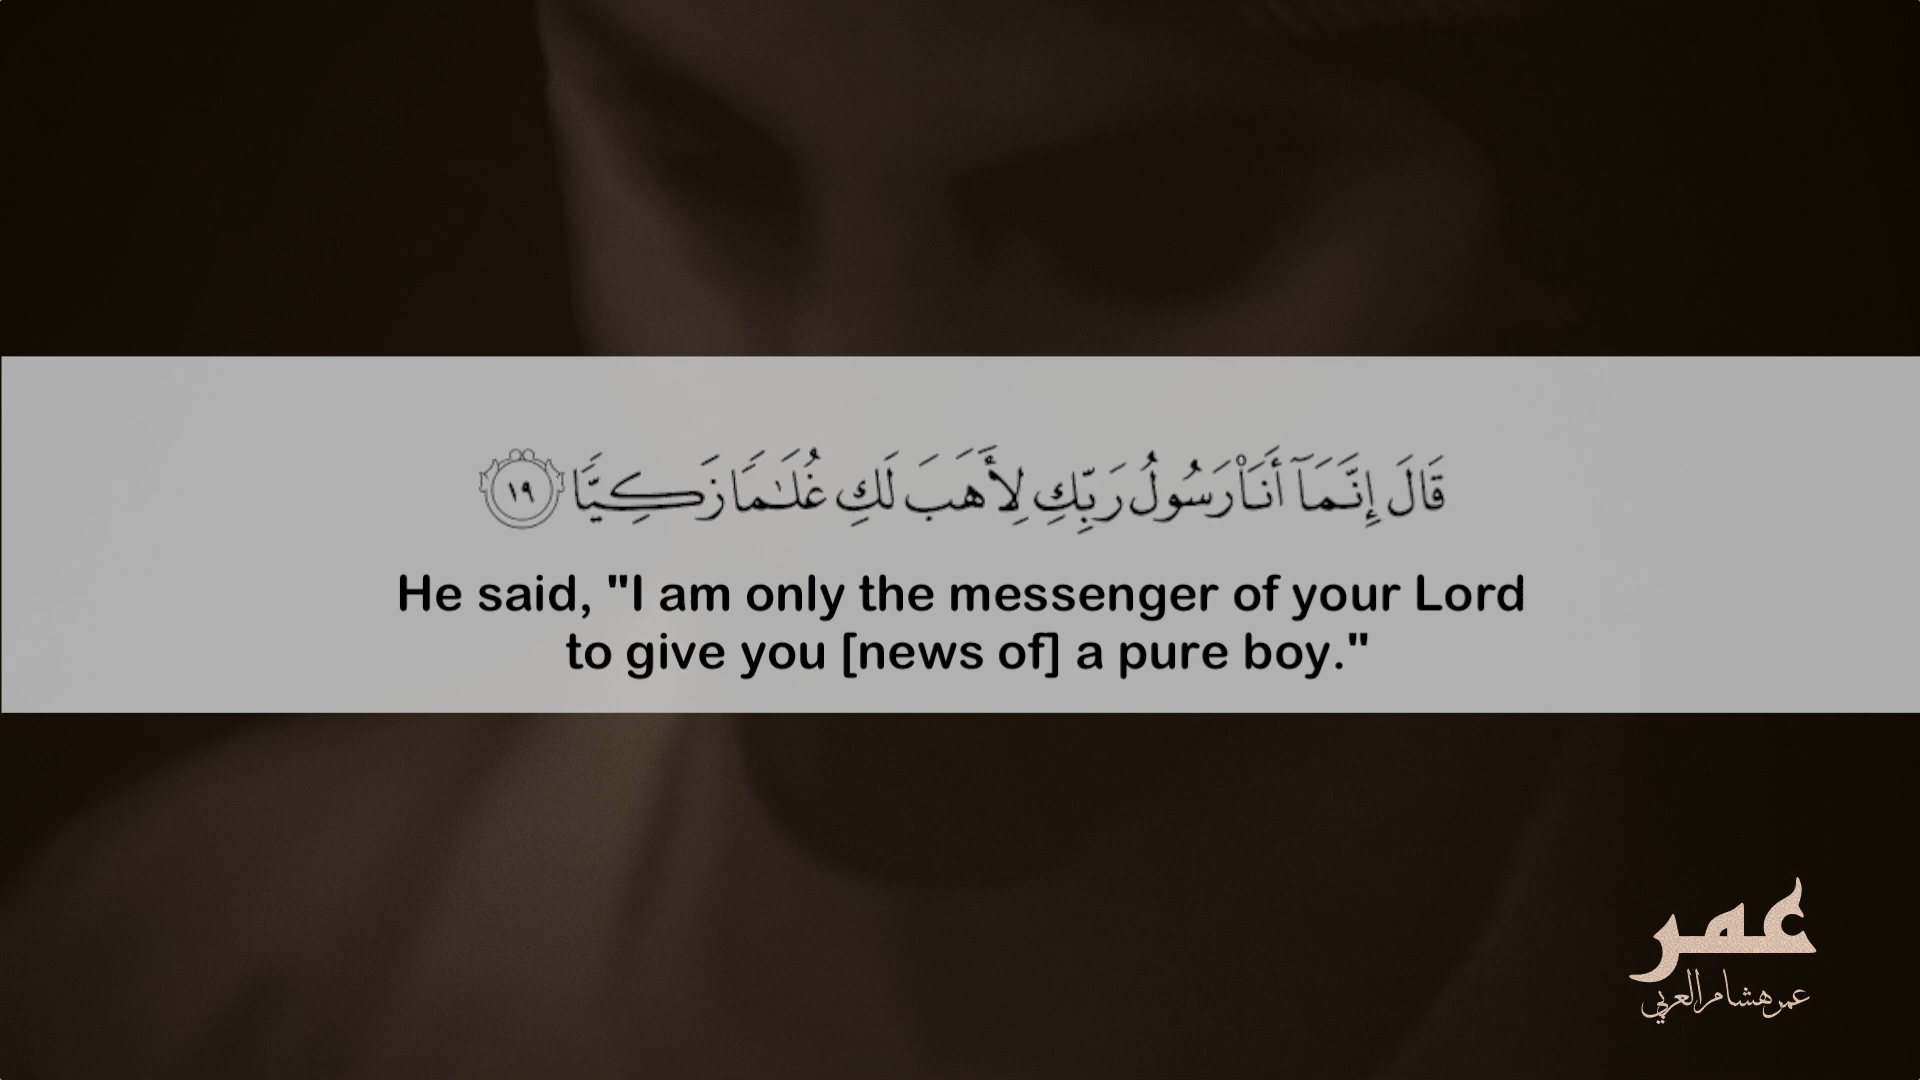 قَالَ إِنَّمَآ أَنَا۠ رَسُولُ رَبِّكِ لِأَهَبَ لَكِ غُلَـٰمًا زَكِيًّا ١٩
He said, "I am only the messenger of your Lord
to give you [news of] a pure boy."
عمر
عمر هشام العربي